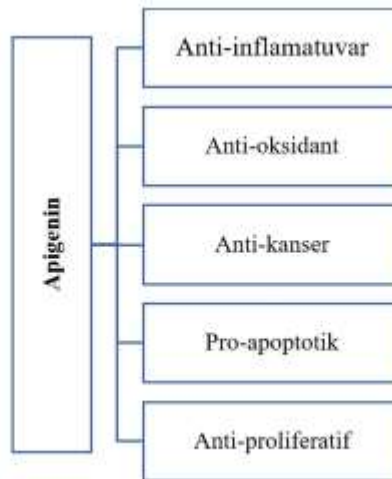 Apigenin
Anti-inflamatuvar
Anti-oksidant
Anti-kanser
Pro-apoptotik
Anti-proliferatif